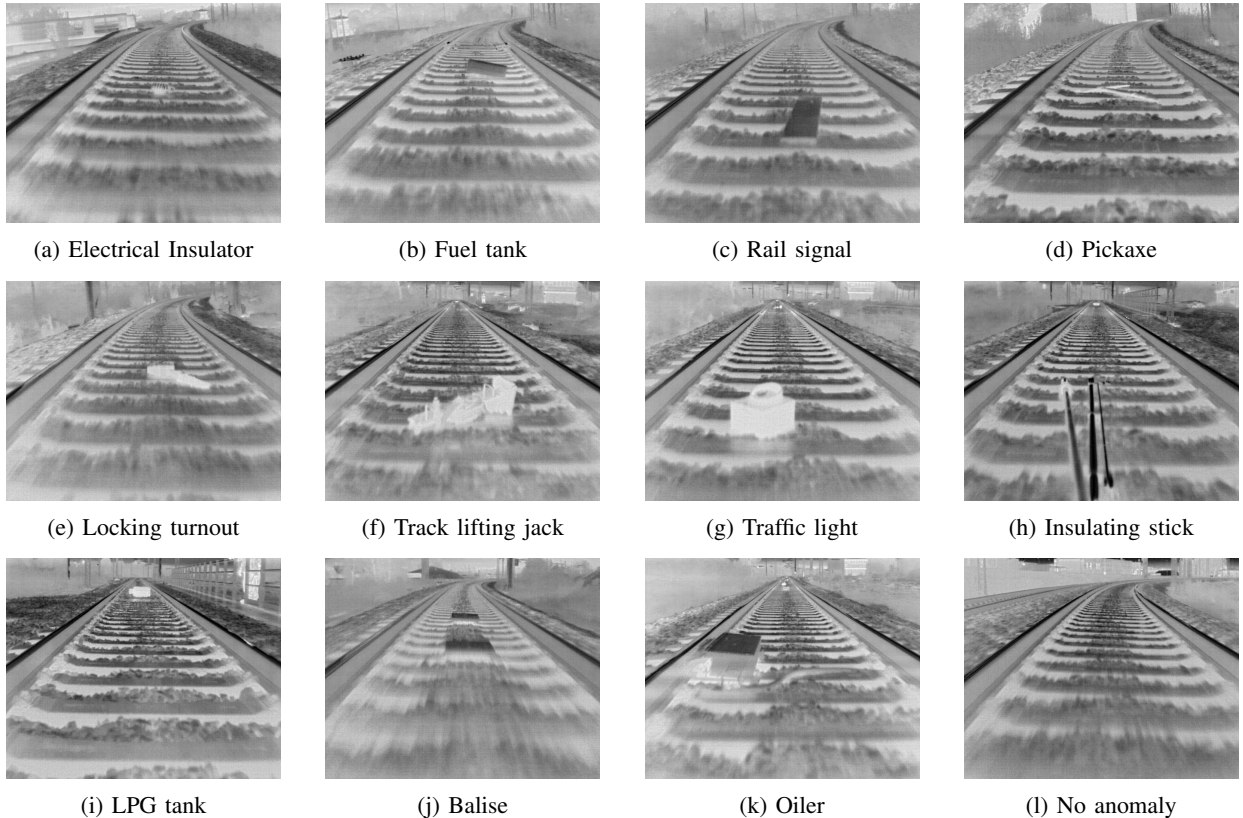 (a) Electrical Insulator
(b) Fuel tank
(c) Rail signal
(d) Pickaxe
(e) Locking turnout
(f) Track lifting jack
(g) Traffic light
(h) Insulating stick
(i) LPG tank
(j) Balise
(k) Oiler
(l) No anomaly